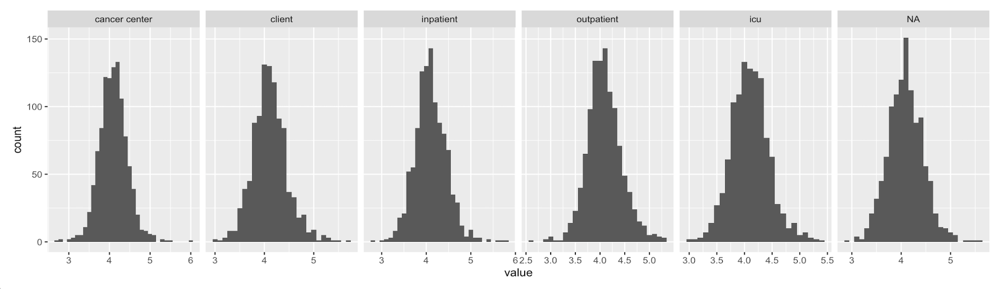 cancer center client inpatient outpatient icu NA
150
100
50
0
count
3 4 5 6 3 4 5 3 4 5 6 2.5 3.0 3.5 4.0 4.5 5.0 3.0 3.5 4.0 4.5 5.0 5.5 3 4 5
value